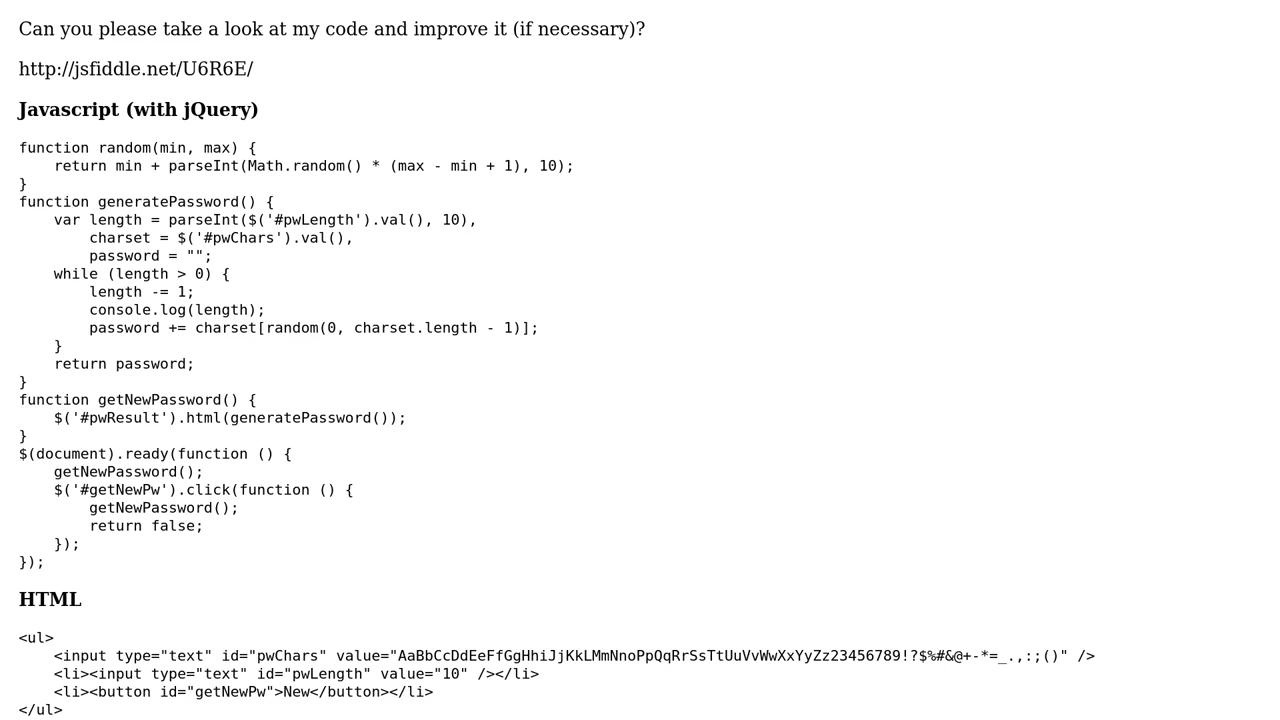 Can you please take a look at my code and improve it (if necessary)?
http://jsfiddle.net/U6R6E/
Javascript (with jQuery)
function random(min, max) {
    return min + parseInt(Math.random() * (max - min + 1), 10);
}
function generatePassword() {
    var length = parseInt($('#pwLength').val(), 10),
        charset = $('#pwChars').val(),
        password = "";
    while (length > 0) {
        length -= 1;
        console.log(length);
        password += charset[random(0, charset.length - 1)];
    }
    return password;
}
function getNewPassword() {
    $('#pwResult').html(generatePassword());
}
$(document).ready(function () {
    getNewPassword();
    $('#getNewPw').click(function () {
        getNewPassword();
        return false;
    });
});
HTML
<ul>
    <input type="text" id="pwChars" value="AaBbCcDdEeFfGgHhiJjKkLMmNnoPpQqRrSsTtUuVvWwXxYyZz23456789!?$%#&@+-*=_.,:;()" />
    <li><input type="text" id="pwLength" value="10" /></li>
    <li><button id="getNewPw">New</button></li>
</ul>